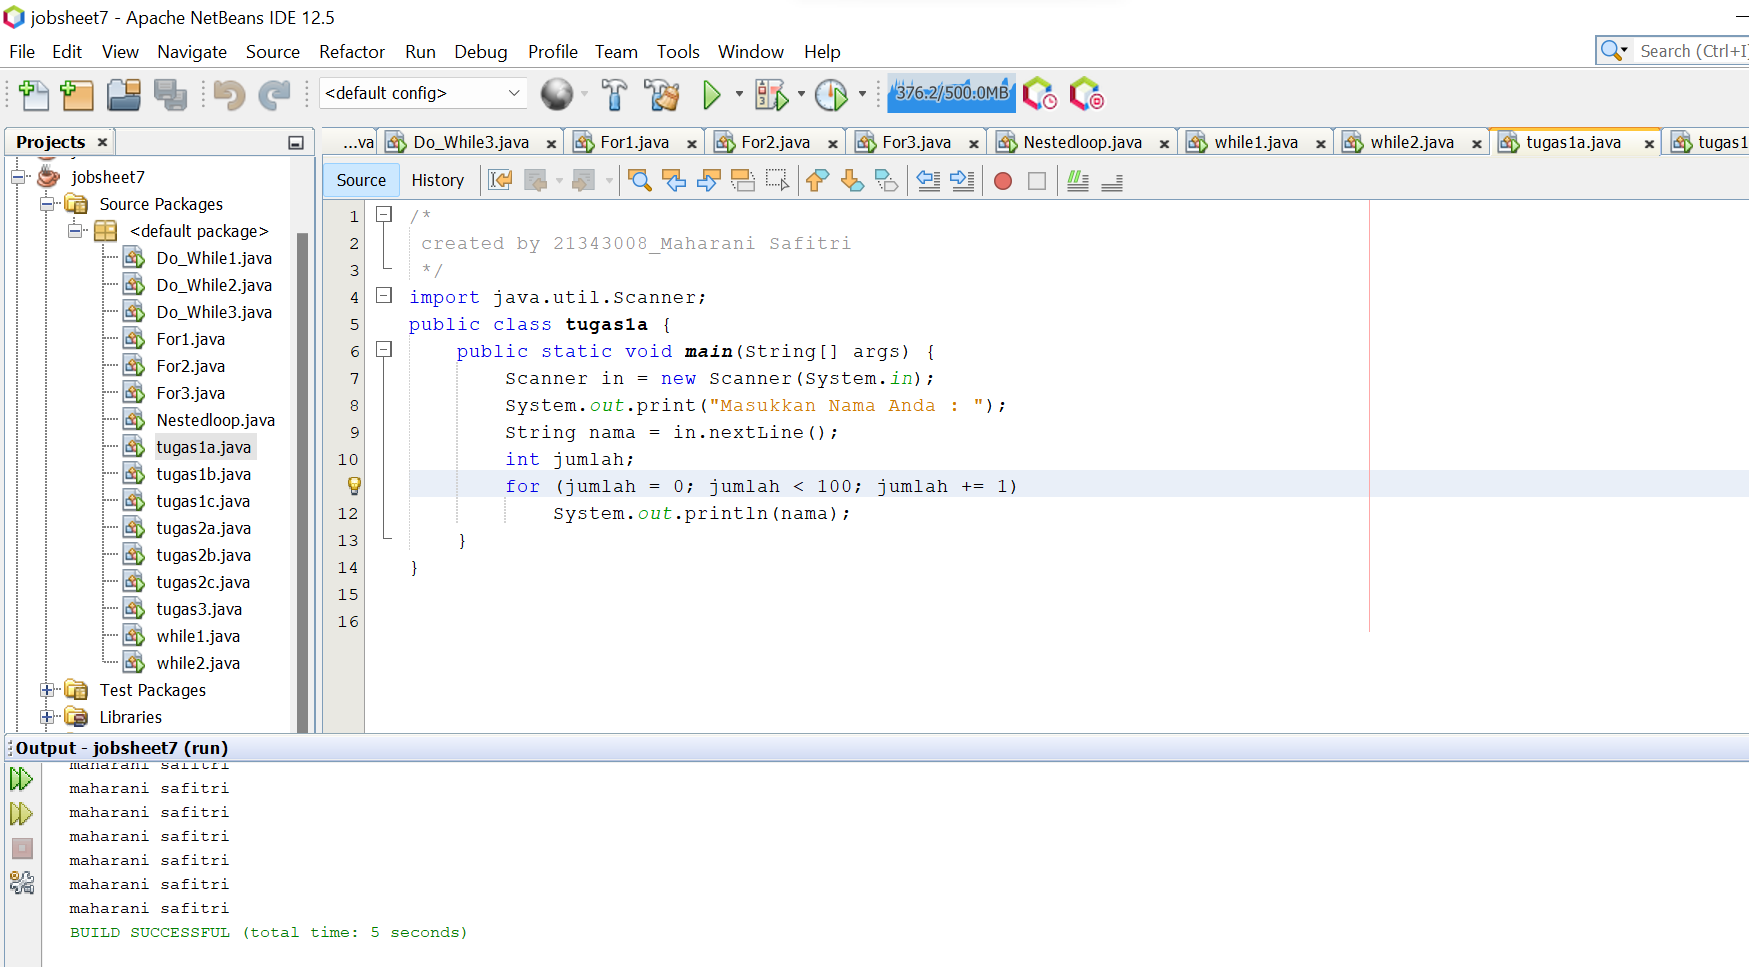 jobsheet7 - Apache NetBeans IDE 12.5
File Edit View Navigate Source Refactor Run Debug Profile Team Tools Window Help
Search (Ctrl+I)
<default config>
376.2/500.0MB
Projects
...va Do_While3.java For1.java For2.java For3.java Nestedloop.java while1.java while2.java tugas1a.java tugas1
Source History
jobsheet7
Source Packages
<default package>
Do_While1.java
Do_While2.java
Do_While3.java
For1.java
For2.java
For3.java
Nestedloop.java
tugas1a.java
tugas1b.java
tugas1c.java
tugas2a.java
tugas2b.java
tugas2c.java
tugas3.java
while1.java
while2.java
Test Packages
Libraries
1 /*
2 created by 21343008_Maharani Safitri
3 */
4 import java.util.Scanner;
5 public class tugas1a {
6 public static void main(String[] args) {
7 Scanner in = new Scanner(System.in);
8 System.out.print("Masukkan Nama Anda : ");
9 String nama = in.nextLine();
10 int jumlah;
for (jumlah = 0; jumlah < 100; jumlah += 1)
12 System.out.println(nama);
13 }
14 }
15
16
Output - jobsheet7 (run)
maharani safitri
maharani safitri
maharani safitri
maharani safitri
maharani safitri
maharani safitri
maharani safitri
BUILD SUCCESSFUL (total time: 5 seconds)